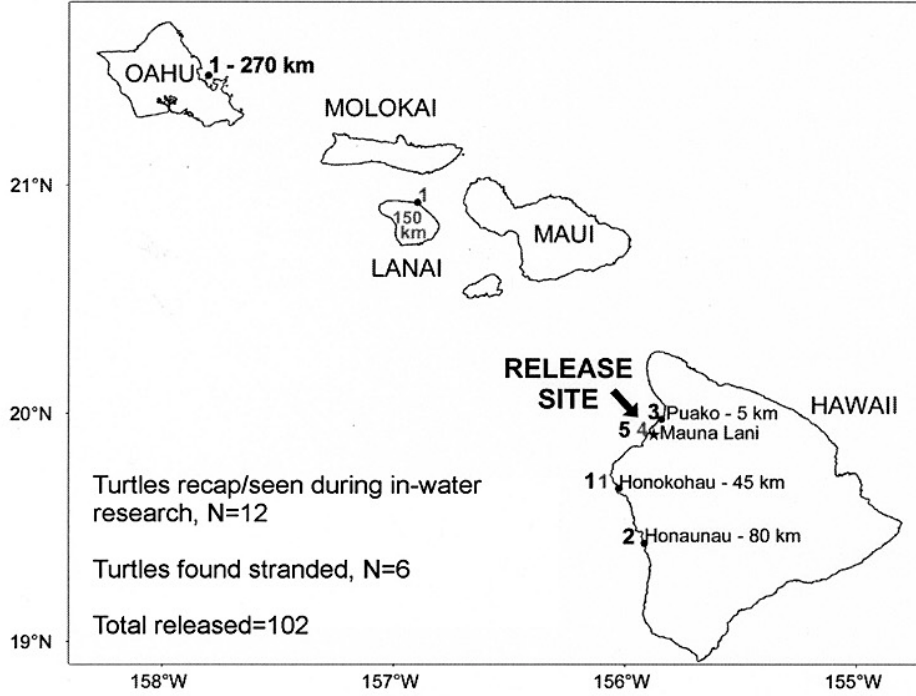 OAHU
1 - 270 km
MOLOKAI
21°N
1
150
km
MAUI
LANAI
RELEASE
SITE
HAWAII
20°N
3 Puako - 5 km
5 4 Mauna Lani
1 1 Honokohau - 45 km
2 Honaunau - 80 km
Turtles recap/seen during in-water
research, N=12
Turtles found stranded, N=6
Total released=102
19°N
158°W 157°W 156°W 155°W